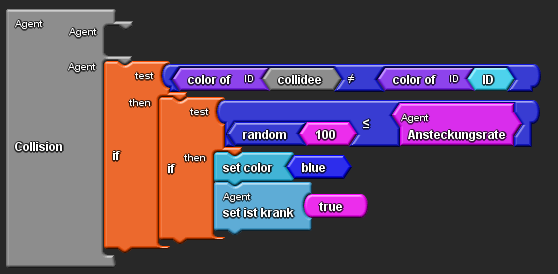 Agent
Agent
Agent
test color of ID collidee ≠ color of ID ID
then
test
Agent
random 100 ≤ Ansteckungsrate
Collision
if
if
then
set color blue
Agent
set ist krank true